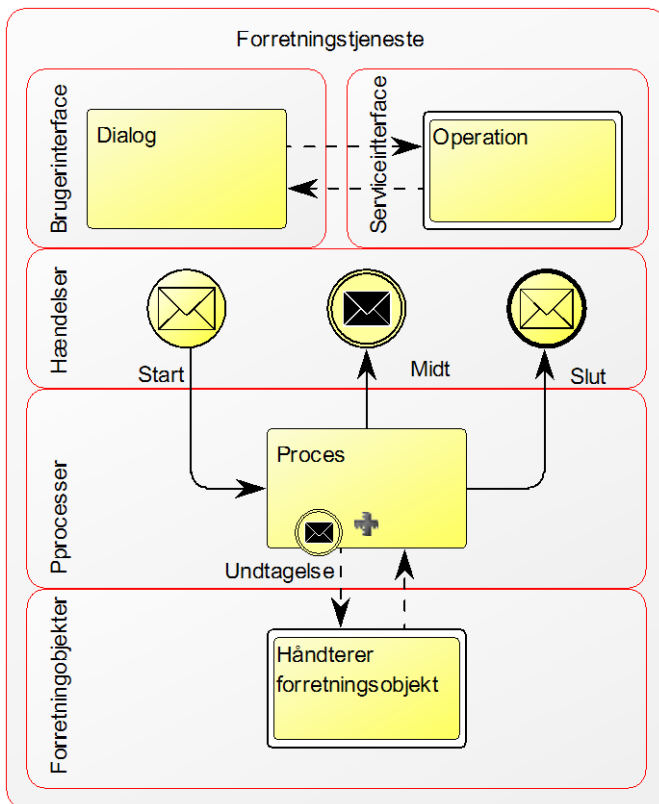 Forretningstjeneste
Brugerinterface
Dialog
Serviceinterface
Operation
Hændelser
Start
Midt
Slut
Pprocesser
Proces
Undtagelse
Forretningobjekter
Håndterer
forretningsobjekt